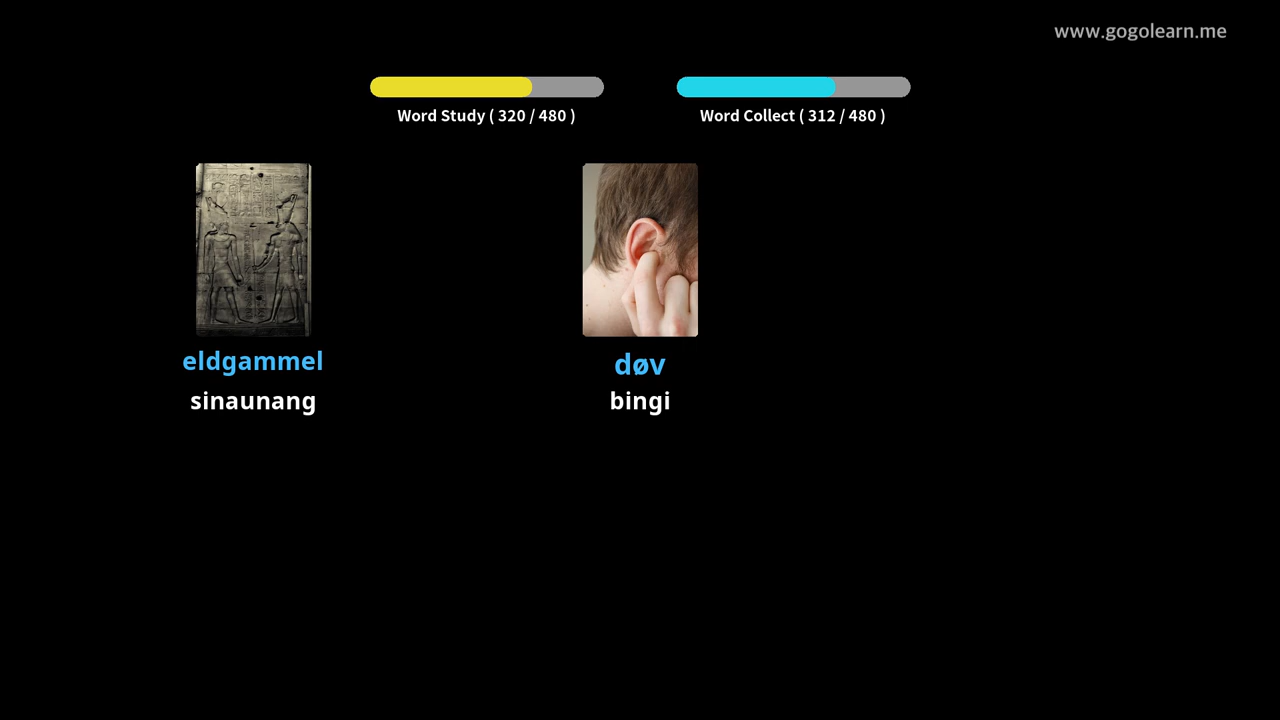 www.gogolearn.me
Word Study ( 320 / 480 )
Word Collect ( 312 / 480 )
eldgammel
sinaunang
døv
bingi